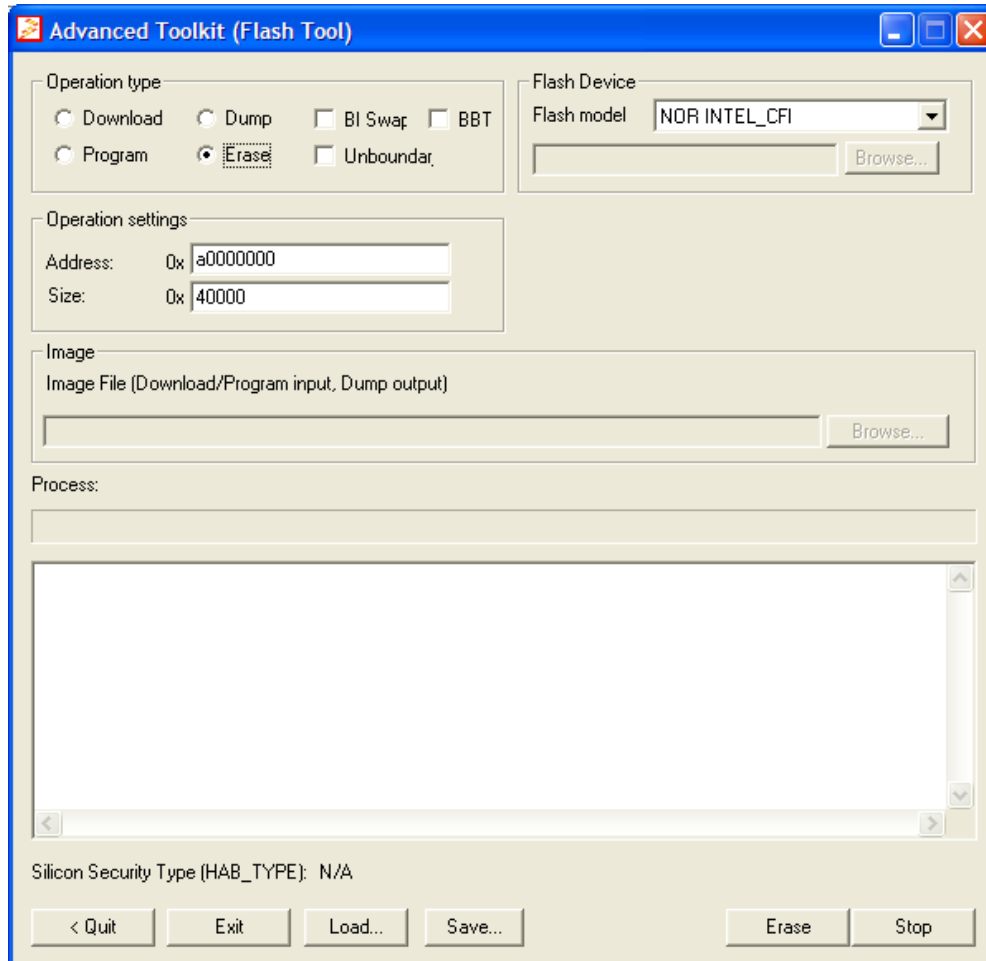 Advanced Toolkit (Flash Tool)
Operation type
Download Dump BI Swap BBT
Program Erase Unboundar
Flash Device
Flash model NOR INTEL_CFI
Browse...
Operation settings
Address: 0x a0000000
Size: 0x 40000
Image
Image File (Download/Program input, Dump output)
Browse...
Process:
Silicon Security Type (HAB_TYPE): N/A
< Quit Exit Load... Save... Erase Stop